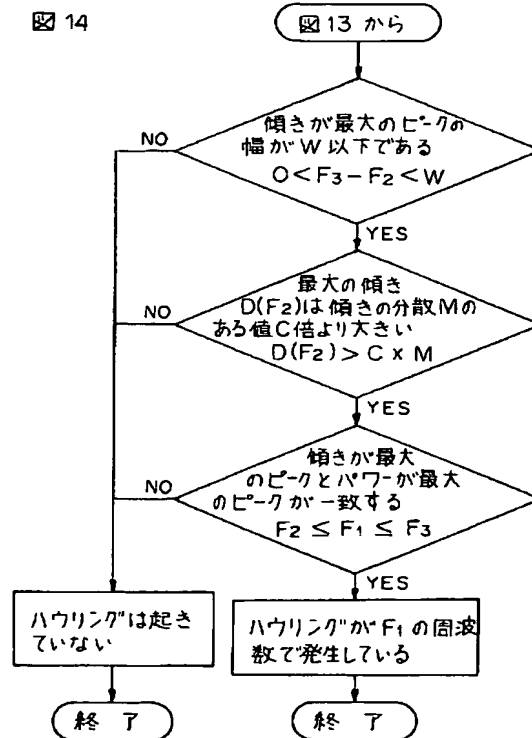 図14
図13から
傾きが最大のピークの
幅がW以下である
0<F3-F2<W
NO
YES
最大の傾き
D(F2)は傾きの分散Mの
ある値C倍より大きい
D(F2)>C×M
NO
YES
傾きが最大
のピークとパワーが最大
のピークが一致する
F2≤F1≤F3
NO
YES
ハウリングは起き
ていない
ハウリングがF1の周波
数で発生している
終了
終了